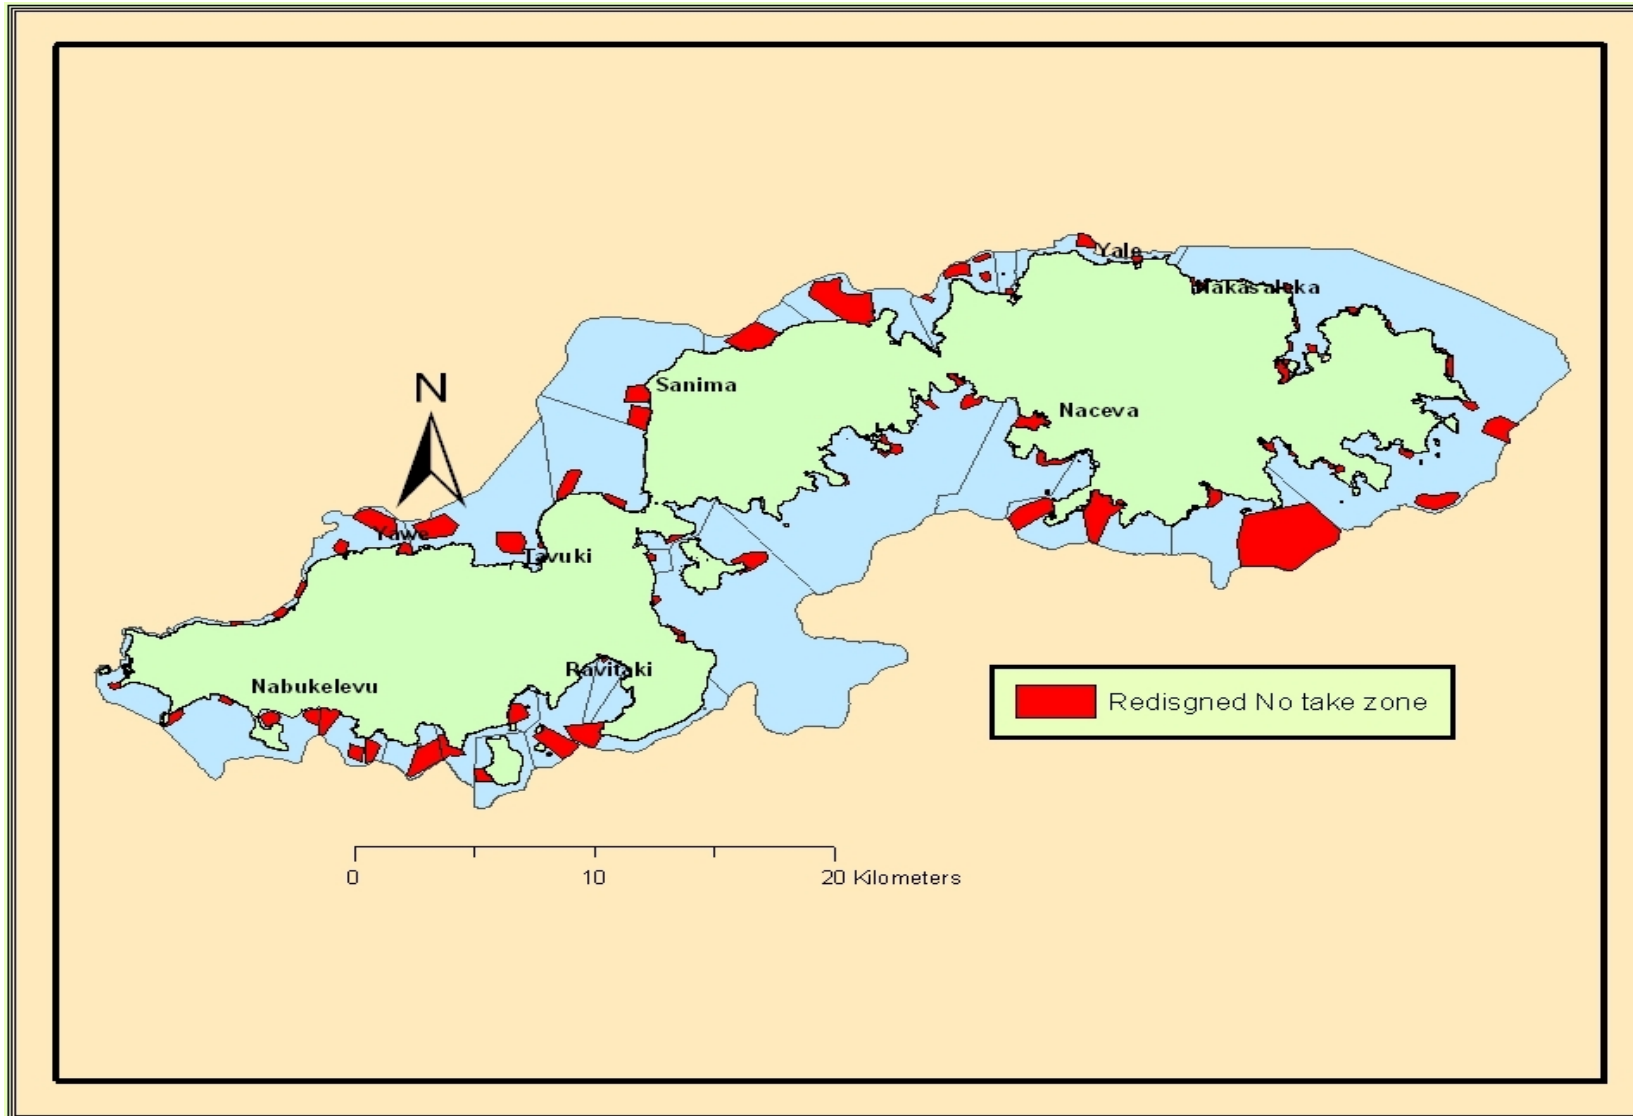 Yale
Nakasaleka
N
Sanima
Naceva
Yawe
Tavuki
Ravitaki
Nabukelevu
Redisgned No take zone
0 10 20 Kilometers